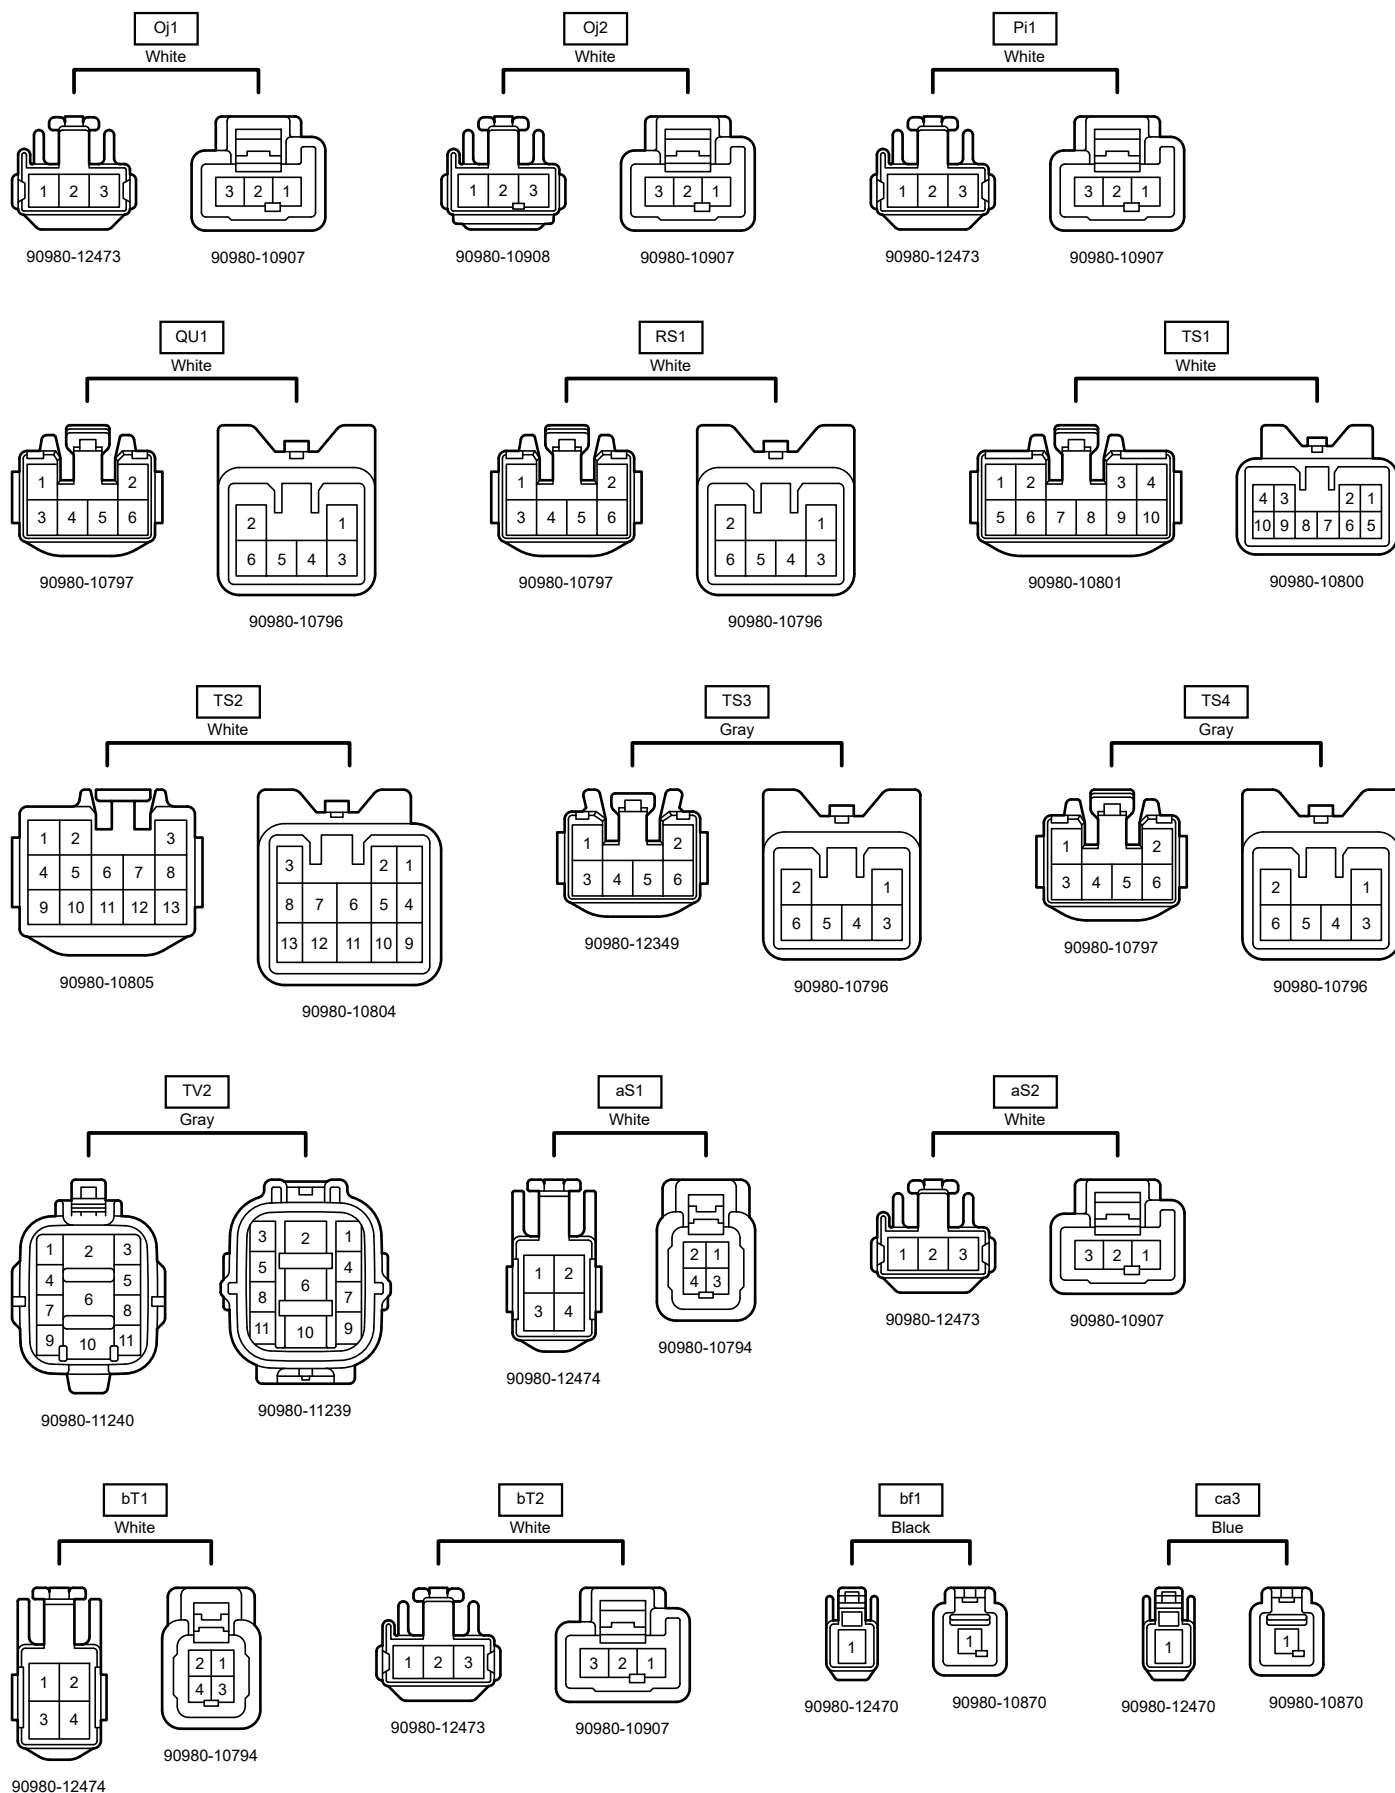 Oj1 Oj2 Pi1
White White White
1 2 3 3 2 1 1 2 3 3 2 1 1 2 3 3 2 1
90980-12473 90980-10907 90980-10908 90980-10907 90980-12473 90980-10907
QU1 RS1 TS1
White White White
1 2 1 2 1 2 3 4 4 3 2 1
3 4 5 6 2 1 3 4 5 6 2 1 5 6 7 8 9 10 10 9 8 7 6 5
6 5 4 3 6 5 4 3
90980-10797 90980-10797 90980-10801 90980-10800
90980-10796 90980-10796
TS2 TS3 TS4
White Gray Gray
1 2 3 3 2 1 1 2 1 2
4 5 6 7 8 8 7 6 5 4 3 4 5 6 2 1 3 4 5 6 2 1
9 10 11 12 13 13 12 11 10 9 6 5 4 3 6 5 4 3
90980-12349 90980-10797
90980-10805 90980-10796 90980-10796
90980-10804
TV2 aS1 aS2
Gray White White
1 2 3 3 2 1 2 1 1 2 3 3 2 1
4 5 5 4 1 2 4 3
6 6
7 8 8 7 3 4
9 10 11 11 10 9
90980-12473 90980-10907
90980-10794
90980-12474
90980-11240 90980-11239
bT1 bT2 bf1 ca3
White White Black Blue
2 1 1 2 3 3 2 1 1 1 1 1
1 2 4 3
3 4
90980-12470 90980-10870 90980-12470 90980-10870
90980-12473 90980-10907
90980-10794
90980-12474